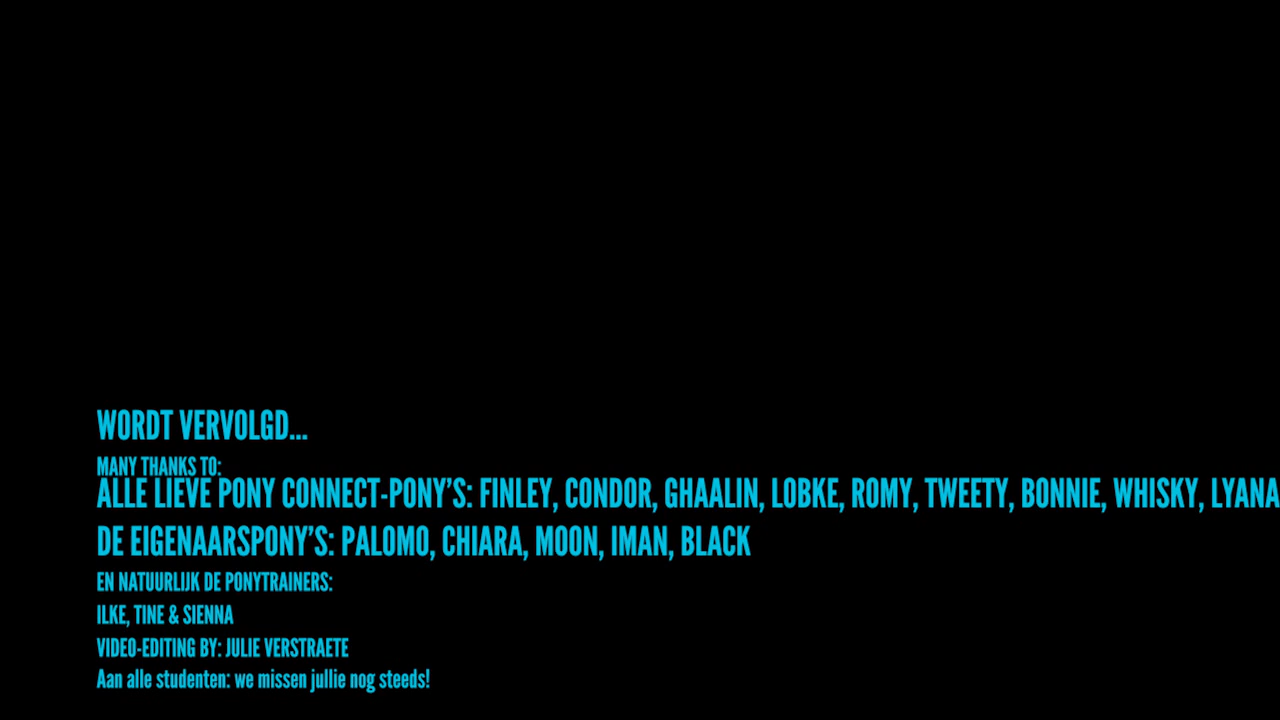 WORDT VERVOLGD...
MANY THANKS TO:
ALLE LIEVE PONY CONNECT-PONY'S: FINLEY, CONDOR, GHAALIN, LOBKE, ROMY, TWEETY, BONNIE, WHISKY, LYANA
DE EIGENAARSPONY'S: PALOMO, CHIARA, MOON, IMAN, BLACK
EN NATUURLIJK DE PONYTRAINERS:
ILKE, TINE & SIENNA
VIDEO-EDITING BY: JULIE VERSTRAETE
Aan alle studenten: we missen jullie nog steeds!